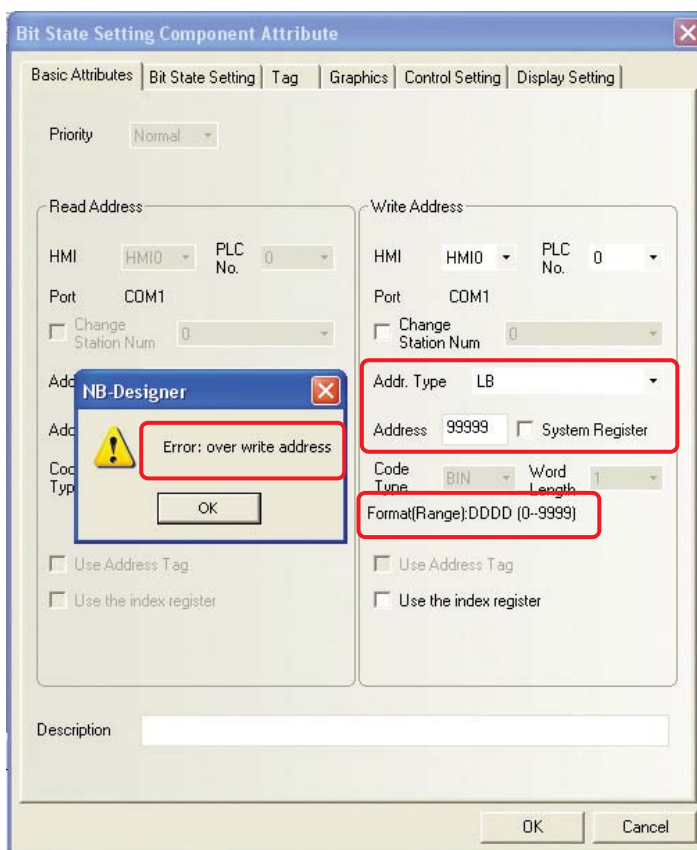 Bit State Setting Component Attribute
Basic Attributes Bit State Setting Tag Graphics Control Setting Display Setting
Priority Normal
Read Address
HMI HMI0 PLC No. 0
Port COM1
Change Station Num 0
Write Address
HMI HMI0 PLC No. 0
Port COM1
Change Station Num 0
Addr. Type LB
Address 99999 System Register
Code Type BIN Word Length 1
Format(Range):DDDD (0--9999)
NB-Designer
Error: over write address
OK
Use Address Tag
Use the index register
Use Address Tag
Use the index register
Description
OK Cancel